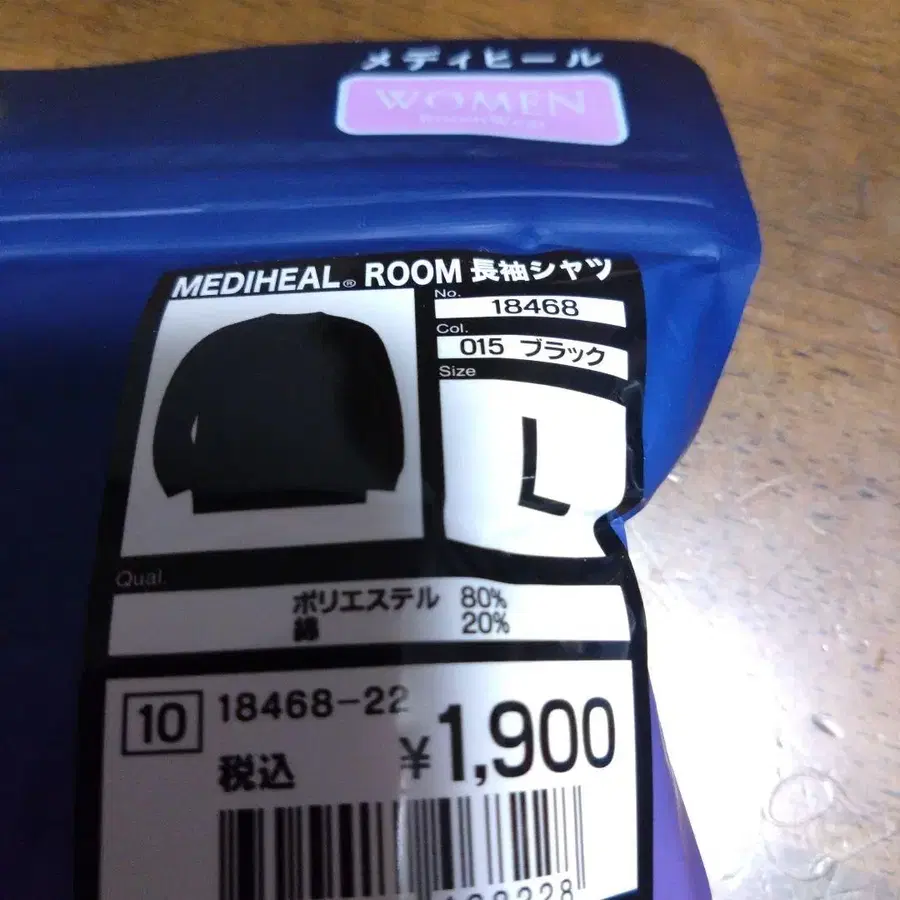 メディヒール
WOMEN
MEDIHEAL® ROOM 長袖シャツ
No.
18468
Col.
015 ブラック
Size
L
Qual.
ポリエステル 80%
綿 20%
10 18468-22
税込 ¥1,900